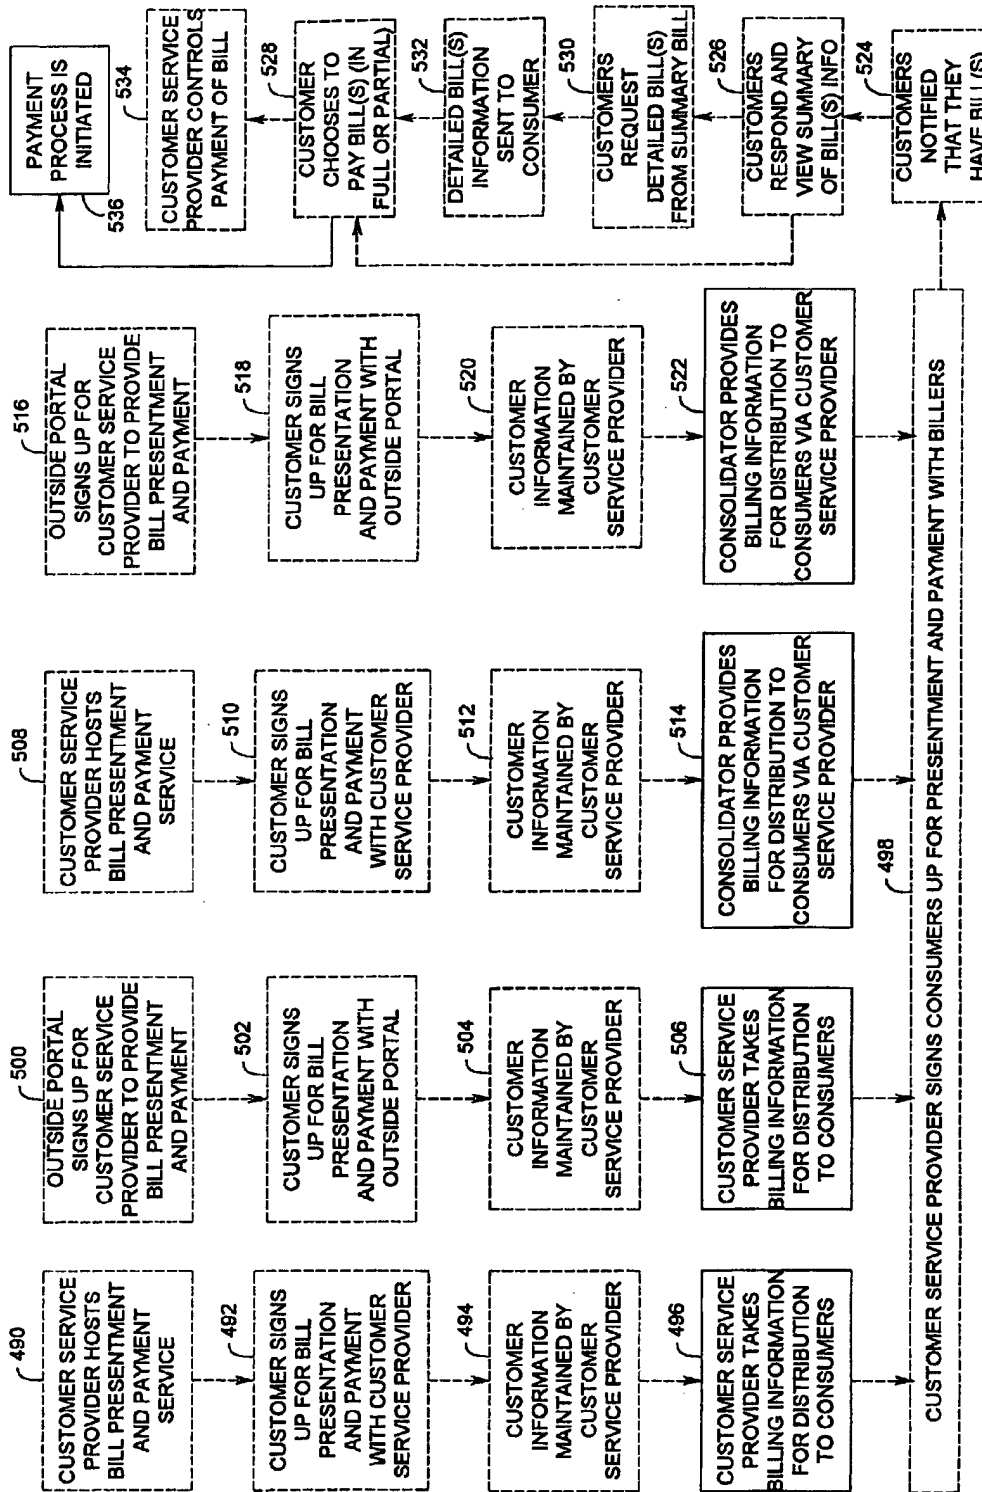 490
CUSTOMER SERVICE
PROVIDER HOSTS
BILL PRESENTMENT
AND PAYMENT
SERVICE
492
CUSTOMER SIGNS
UP FOR BILL
PRESENTATION
AND PAYMENT
WITH CUSTOMER
SERVICE PROVIDER
494
CUSTOMER
INFORMATION
MAINTAINED BY
CUSTOMER
SERVICE PROVIDER
496
CUSTOMER SERVICE
PROVIDER TAKES
BILLING INFORMATION
FOR DISTRIBUTION
TO CONSUMERS
500
OUTSIDE PORTAL
SIGNS UP FOR
CUSTOMER SERVICE
PROVIDER TO PROVIDE
BILL PRESENTMENT
AND PAYMENT
502
CUSTOMER SIGNS
UP FOR BILL
PRESENTATION
AND PAYMENT WITH
OUTSIDE PORTAL
504
CUSTOMER
INFORMATION
MAINTAINED BY
CUSTOMER
SERVICE PROVIDER
506
CUSTOMER SERVICE
PROVIDER TAKES
BILLING INFORMATION
FOR DISTRIBUTION
TO CONSUMERS
508
CUSTOMER SERVICE
PROVIDER HOSTS
BILL PRESENTMENT
AND PAYMENT
SERVICE
510
CUSTOMER SIGNS
UP FOR BILL
PRESENTATION
AND PAYMENT
WITH CUSTOMER
SERVICE PROVIDER
512
CUSTOMER
INFORMATION
MAINTAINED BY
CUSTOMER
SERVICE PROVIDER
514
CONSOLIDATOR PROVIDES
BILLING INFORMATION
FOR DISTRIBUTION TO
CONSUMERS VIA CUSTOMER
SERVICE PROVIDER
516
OUTSIDE PORTAL
SIGNS UP FOR
CUSTOMER SERVICE
PROVIDER TO PROVIDE
BILL PRESENTMENT
AND PAYMENT
518
CUSTOMER SIGNS
UP FOR BILL
PRESENTATION
AND PAYMENT WITH
OUTSIDE PORTAL
520
CUSTOMER
INFORMATION
MAINTAINED BY
CUSTOMER
SERVICE PROVIDER
522
CONSOLIDATOR PROVIDES
BILLING INFORMATION
FOR DISTRIBUTION TO
CONSUMERS VIA CUSTOMER
SERVICE PROVIDER
498
CUSTOMER SERVICE PROVIDER SIGNS CONSUMERS UP FOR PRESENTMENT AND PAYMENT WITH BILLERS
PAYMENT
PROCESS IS
INITIATED
536
534
CUSTOMER SERVICE
PROVIDER CONTROLS
PAYMENT OF BILL
528
CUSTOMER
CHOOSES TO
PAY BILL(S) (IN
FULL OR PARTIAL)
532
DETAILED BILL(S)
INFORMATION
SENT TO
CONSUMER
530
CUSTOMERS
REQUEST
DETAILED BILL(S)
FROM SUMMARY BILL
526
CUSTOMERS
RESPOND AND
VIEW SUMMARY
OF BILL(S) INFO
524
CUSTOMERS
NOTIFIED
THAT THEY
HAVE BILL(S)